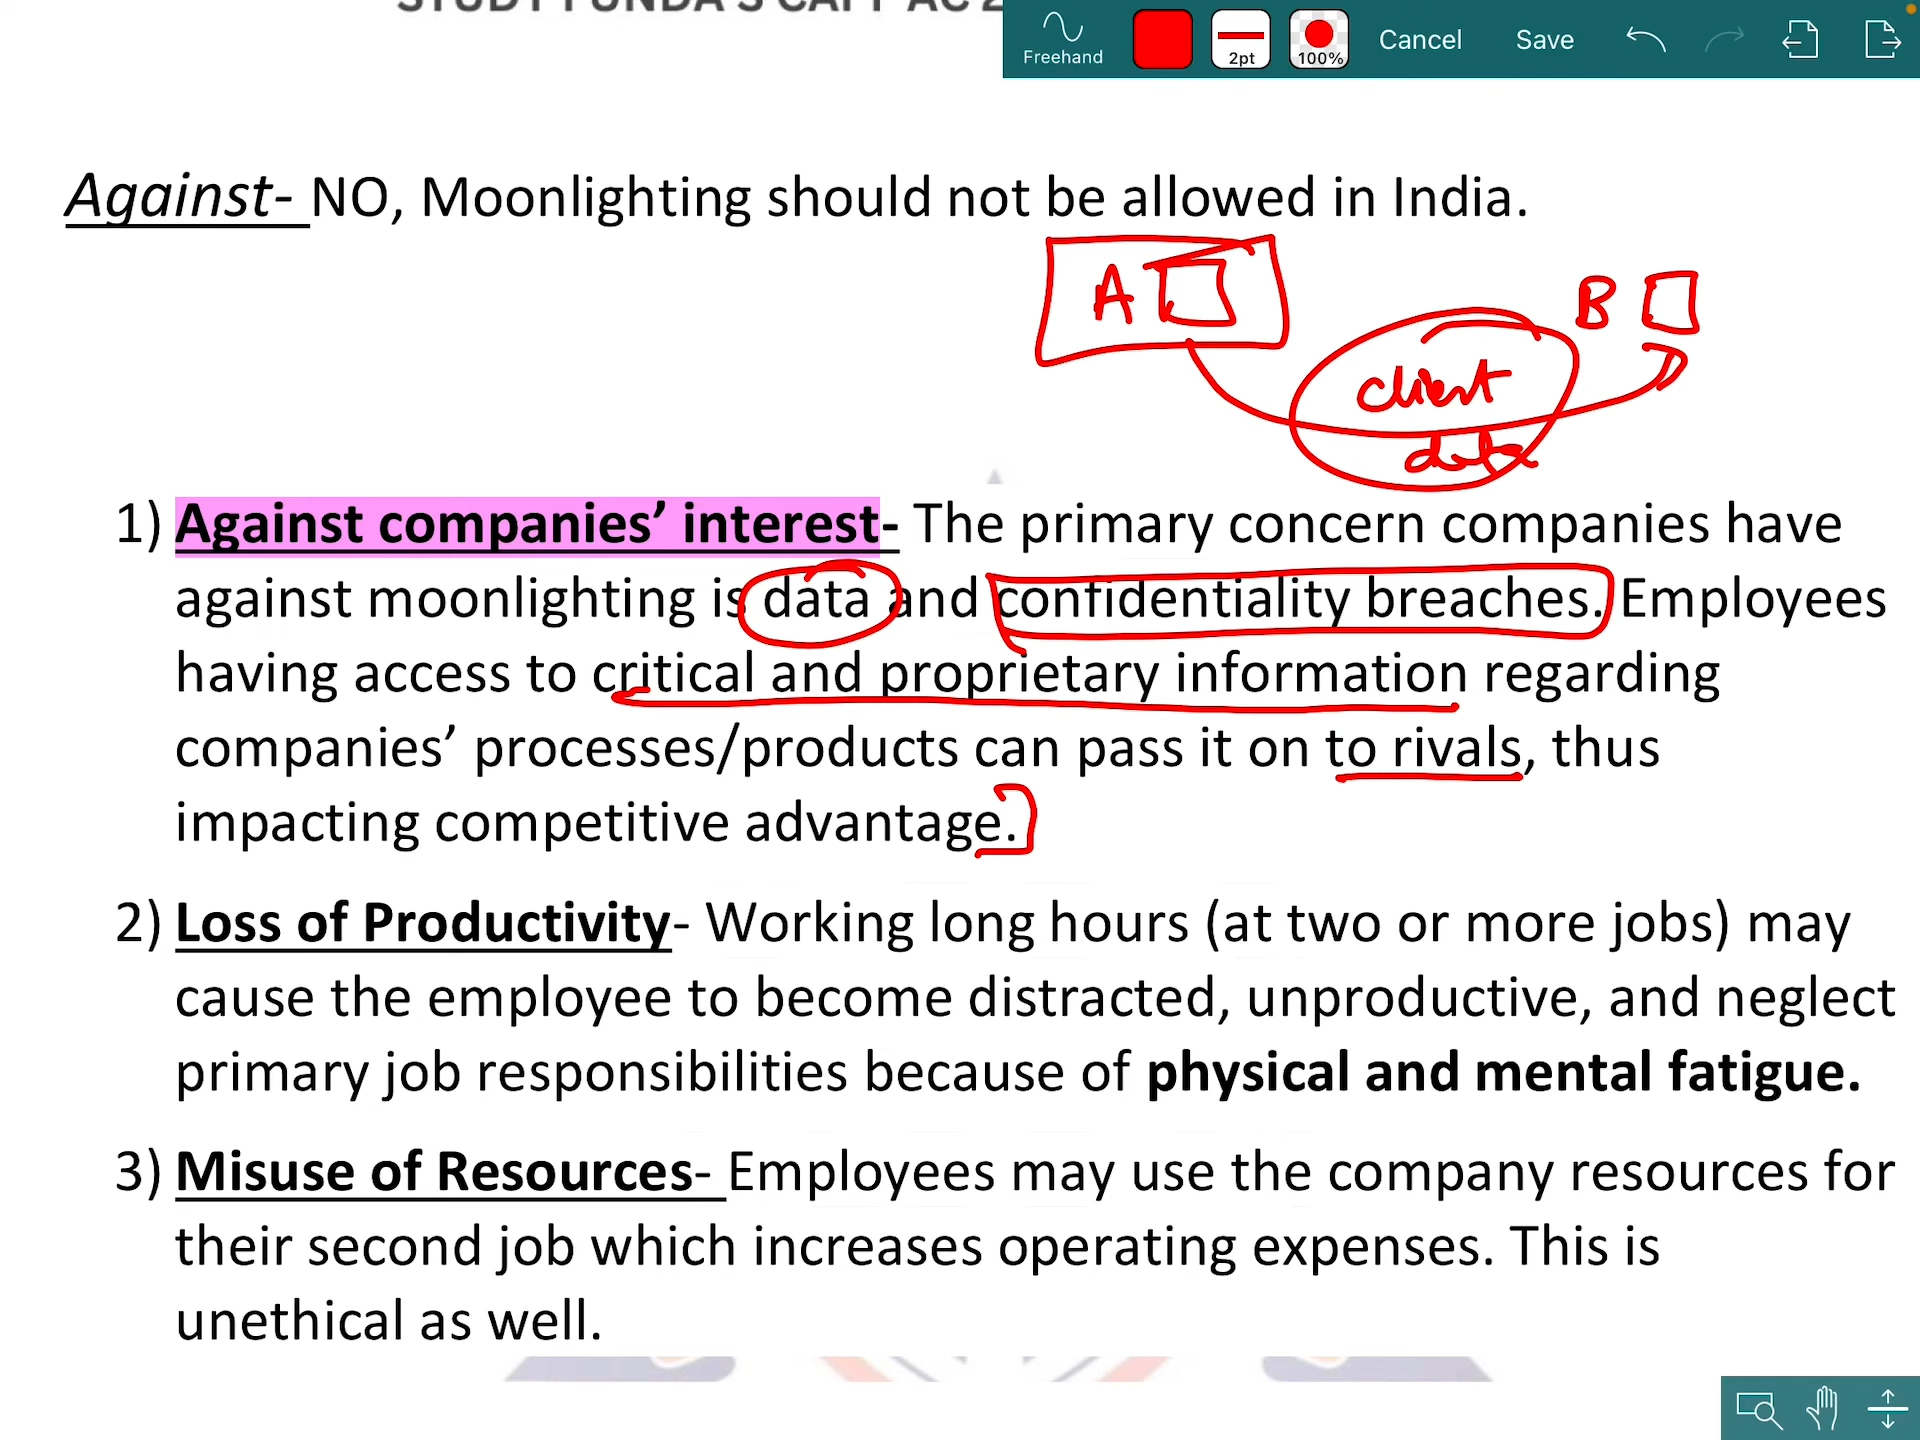 Freehand
2pt
100%
Cancel
Save
Against- NO, Moonlighting should not be allowed in India.
A
B
client
data
1) Against companies’ interest- The primary concern companies have
against moonlighting is data and confidentiality breaches. Employees
having access to critical and proprietary information regarding
companies’ processes/products can pass it on to rivals, thus
impacting competitive advantage.
2) Loss of Productivity- Working long hours (at two or more jobs) may
cause the employee to become distracted, unproductive, and neglect
primary job responsibilities because of physical and mental fatigue.
3) Misuse of Resources- Employees may use the company resources for
their second job which increases operating expenses. This is
unethical as well.